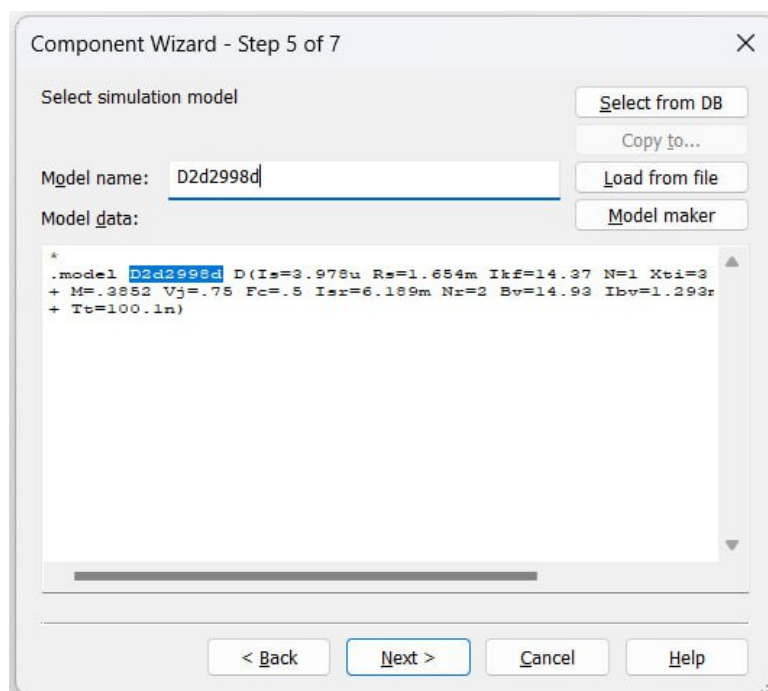 Component Wizard - Step 5 of 7
Select simulation model
Select from DB
Copy to...
Model name:
D2d2998d
Load from file
Model data:
Model maker
*
.model D2d2998d D(Is=3.978u Rs=1.654m Ikf=14.37 N=1 Xti=3
+ M=.3852 Vj=.75 Fc=.5 Isr=6.189m Nr=2 Bv=14.93
+ Tt=100.1n)
< Back
Next >
Cancel
Help